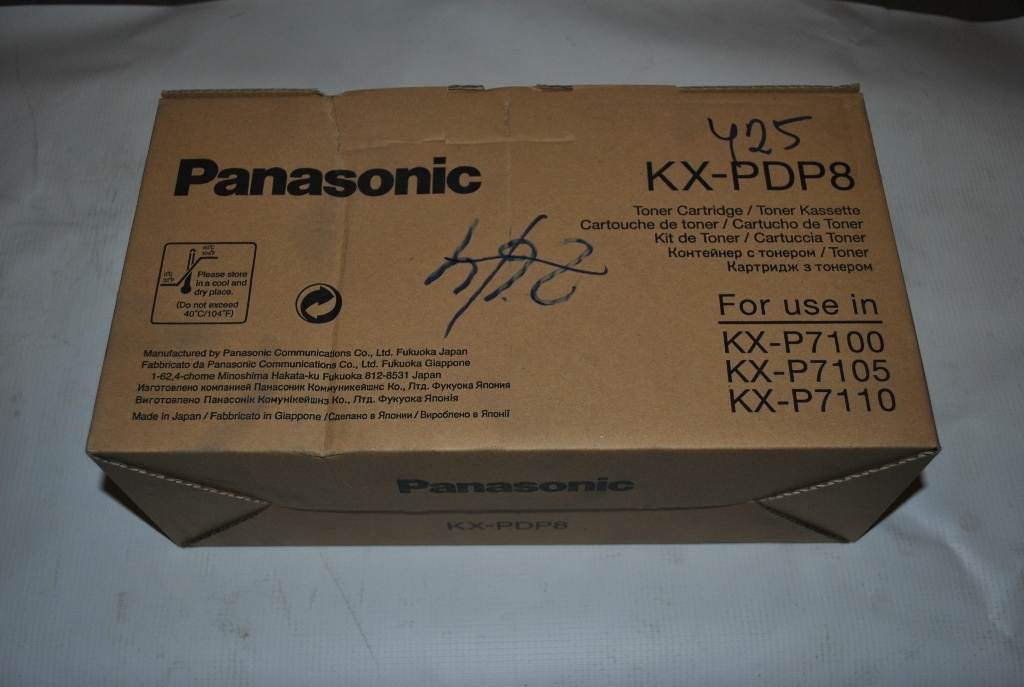 425
Panasonic
KX-PDP8
Toner Cartridge / Toner Kassette
Cartouche de toner / Cartucho de Toner
Kit de Toner / Cartuccia Toner
Контейнер с тонером / Toner
Картридж з тонером
40°C
104°F
0°C
32°F
Please store
in a cool and
dry place.
(Do not exceed
40°C/104°F)
For use in
KX-P7100
KX-P7105
KX-P7110
Manufactured by Panasonic Communications Co., Ltd. Fukuoka Japan
Fabbricato da Panasonic Communications Co., Ltd. Fukuoka Giappone
1-62,4-chome Minoshima Hakata-ku Fukuoka 812-8531 Japan
Изготовлено компанией Панасоник Коммуникейшнс Ко., Лтд. Фукуока Япония
Виготовлено Панасонік Комунікейшнз Ко., Лтд. Фукуока Японія
Made in Japan / Fabbricato in Giappone /Сделано в Японии / Вироблено в Японії
Panasonic
KX-PDP8